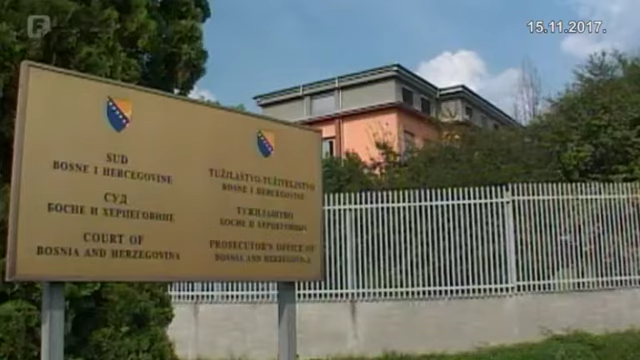 15.11.2017.
SUD
BOSNE I HERCEGOVINE
СУД
БОСНЕ И ХЕРЦЕГОВИНЕ
COURT OF
BOSNIA AND HERZEGOVINA
TUŽILAŠTVO-TUŽITELJSTVO
BOSNE I HERCEGOVINE
ТУЖИЛАШТВО
БОСНЕ И ХЕРЦЕГОВИНЕ
PROSECUTOR'S OFFICE OF
BOSNIA AND HERZEGOVINA